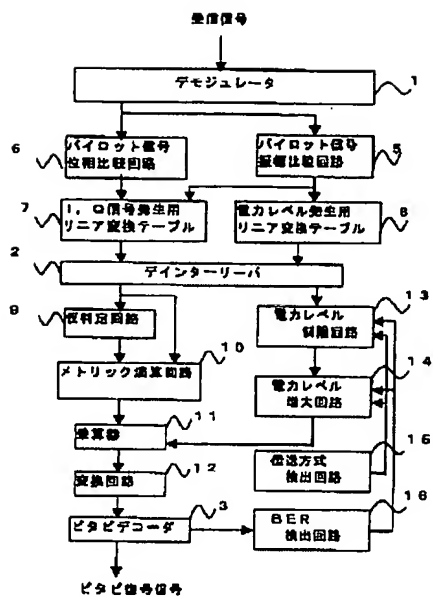 受信信号
デモジュレータ
1
6
パイロット信号
位相比較回路
パイロット信号
振幅比較回路
5
7
I,Q信号発生用
リニア変換テーブル
電力レベル発生用
リニア変換テーブル
8
2
デインターリーバ
9
仮判定回路
電力レベル
制限回路
13
メトリック演算回路
10
電力レベル
増大回路
14
乗算器
11
伝送方式
検出回路
15
変換回路
12
ビタビデコーダ
3
BER
検出回路
16
ビタビ復号信号